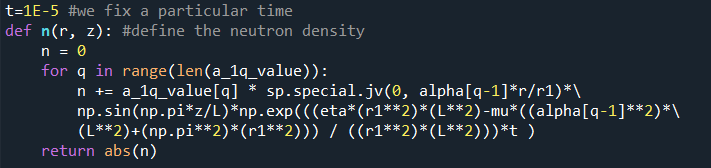 t=1E-5 #we fix a particular time
def n(r, z): #define the neutron density
    n = 0
    for q in range(len(a_1q_value)):
        n += a_1q_value[q] * sp.special.jv(0, alpha[q-1]*r/r1)*\
        np.sin(np.pi*z/L)*np.exp(((eta*(r1**2)*(L**2)-mu*((alpha[q-1]**2)*\
        (L**2)+(np.pi**2)*(r1**2))) / ((r1**2)*(L**2)))*t )
    return abs(n)